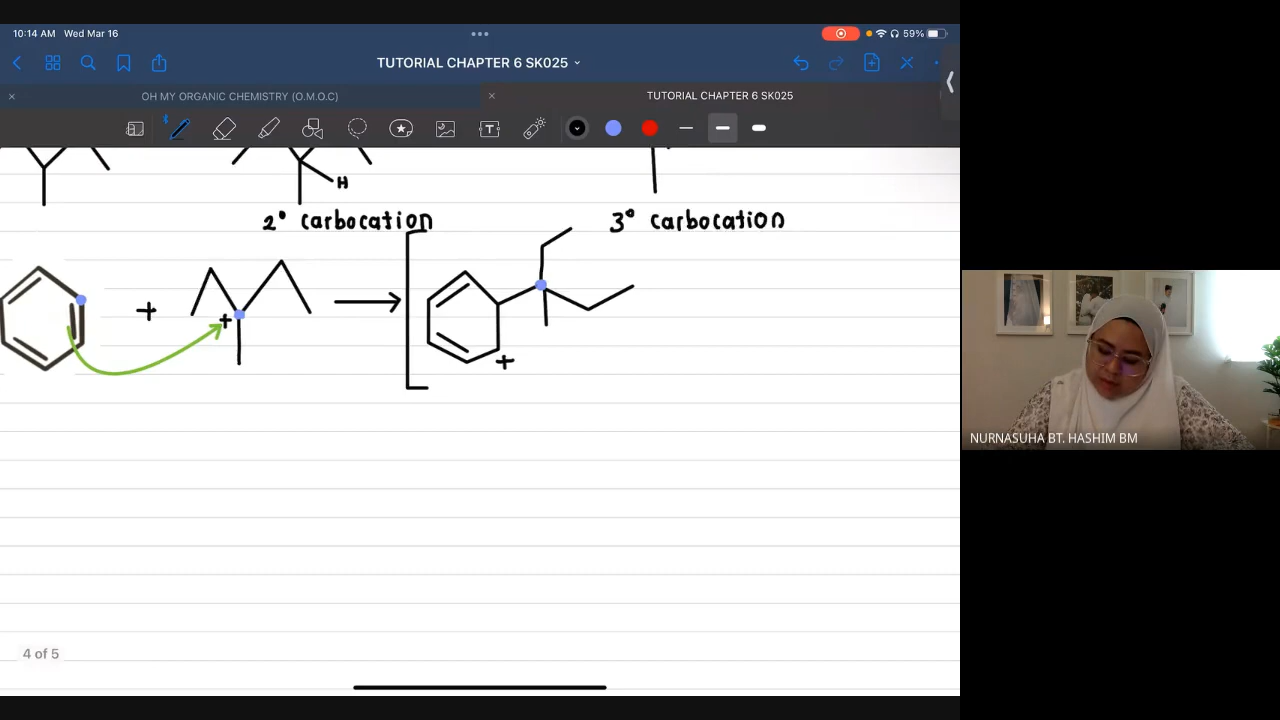 10:14 AM Wed Mar 16
59%
TUTORIAL CHAPTER 6 SK025
OH MY ORGANIC CHEMISTRY (O.M.O.C)
TUTORIAL CHAPTER 6 SK025
H
2° carbocation
3° carbocation
+
+
+
NURNASUHA BT. HASHIM BM
4 of 5